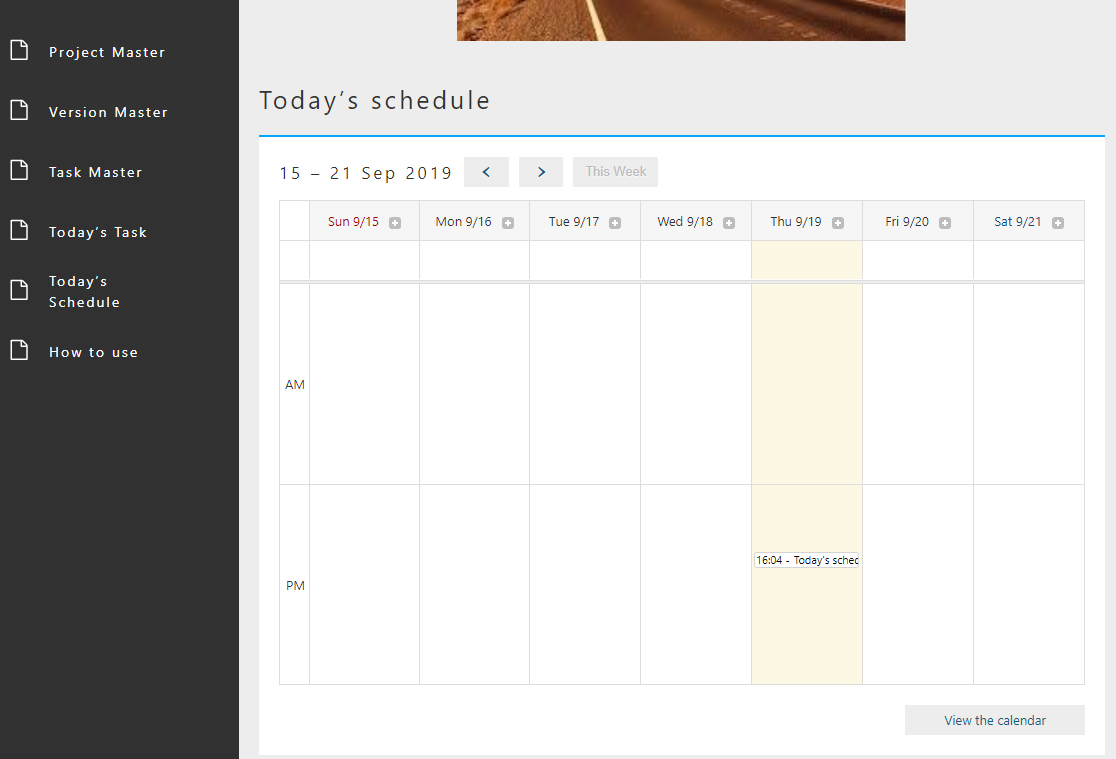 Project Master
Version Master
Task Master
Today's Task
Today's
Schedule
How to use
Today's schedule
15 – 21 Sep 2019
This Week
Sun 9/15
Mon 9/16
Tue 9/17
Wed 9/18
Thu 9/19
Fri 9/20
Sat 9/21
AM
PM
16:04 - Today's sched
View the calendar